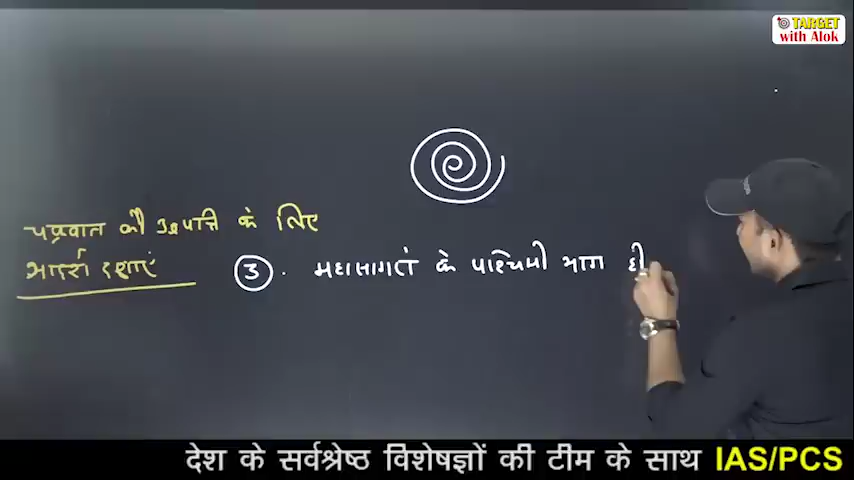 TARGET
with Alok
चक्रवात की उत्पत्ति के लिए
आदर्श दशाएं
3. महासागरों के पश्चिमी भाग हो
देश के सर्वश्रेष्ठ विशेषज्ञों की टीम के साथ IAS/PCS